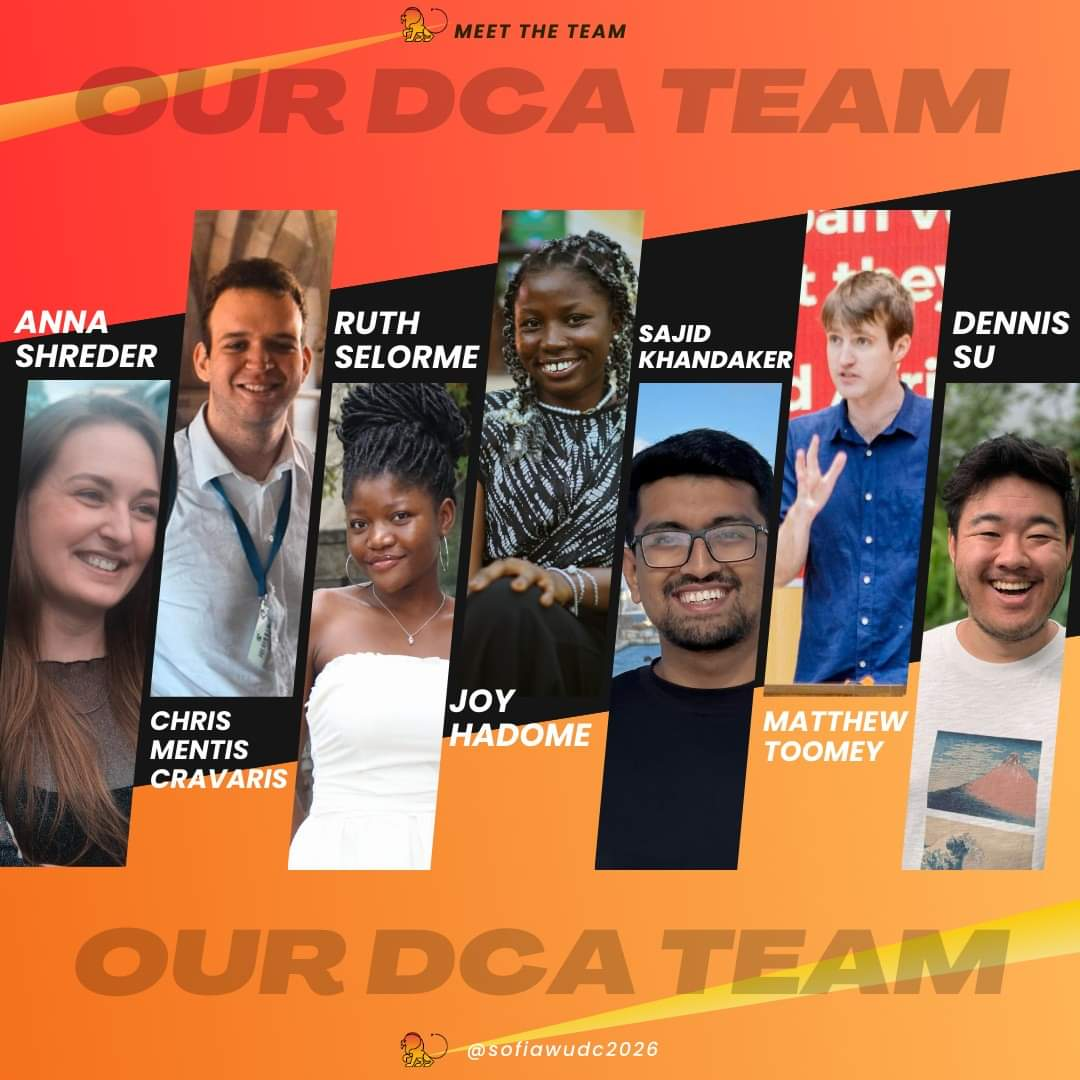 MEET THE TEAM
OUR DCA TEAM
ANNA
SHREDER
CHRIS
MENTIS
CRAVARIS
RUTH
SELORME
JOY
HADOME
SAJID
KHANDAKER
MATTHEW
TOOMEY
DENNIS
SU
OUR DCA TEAM
@sofiawudc2026